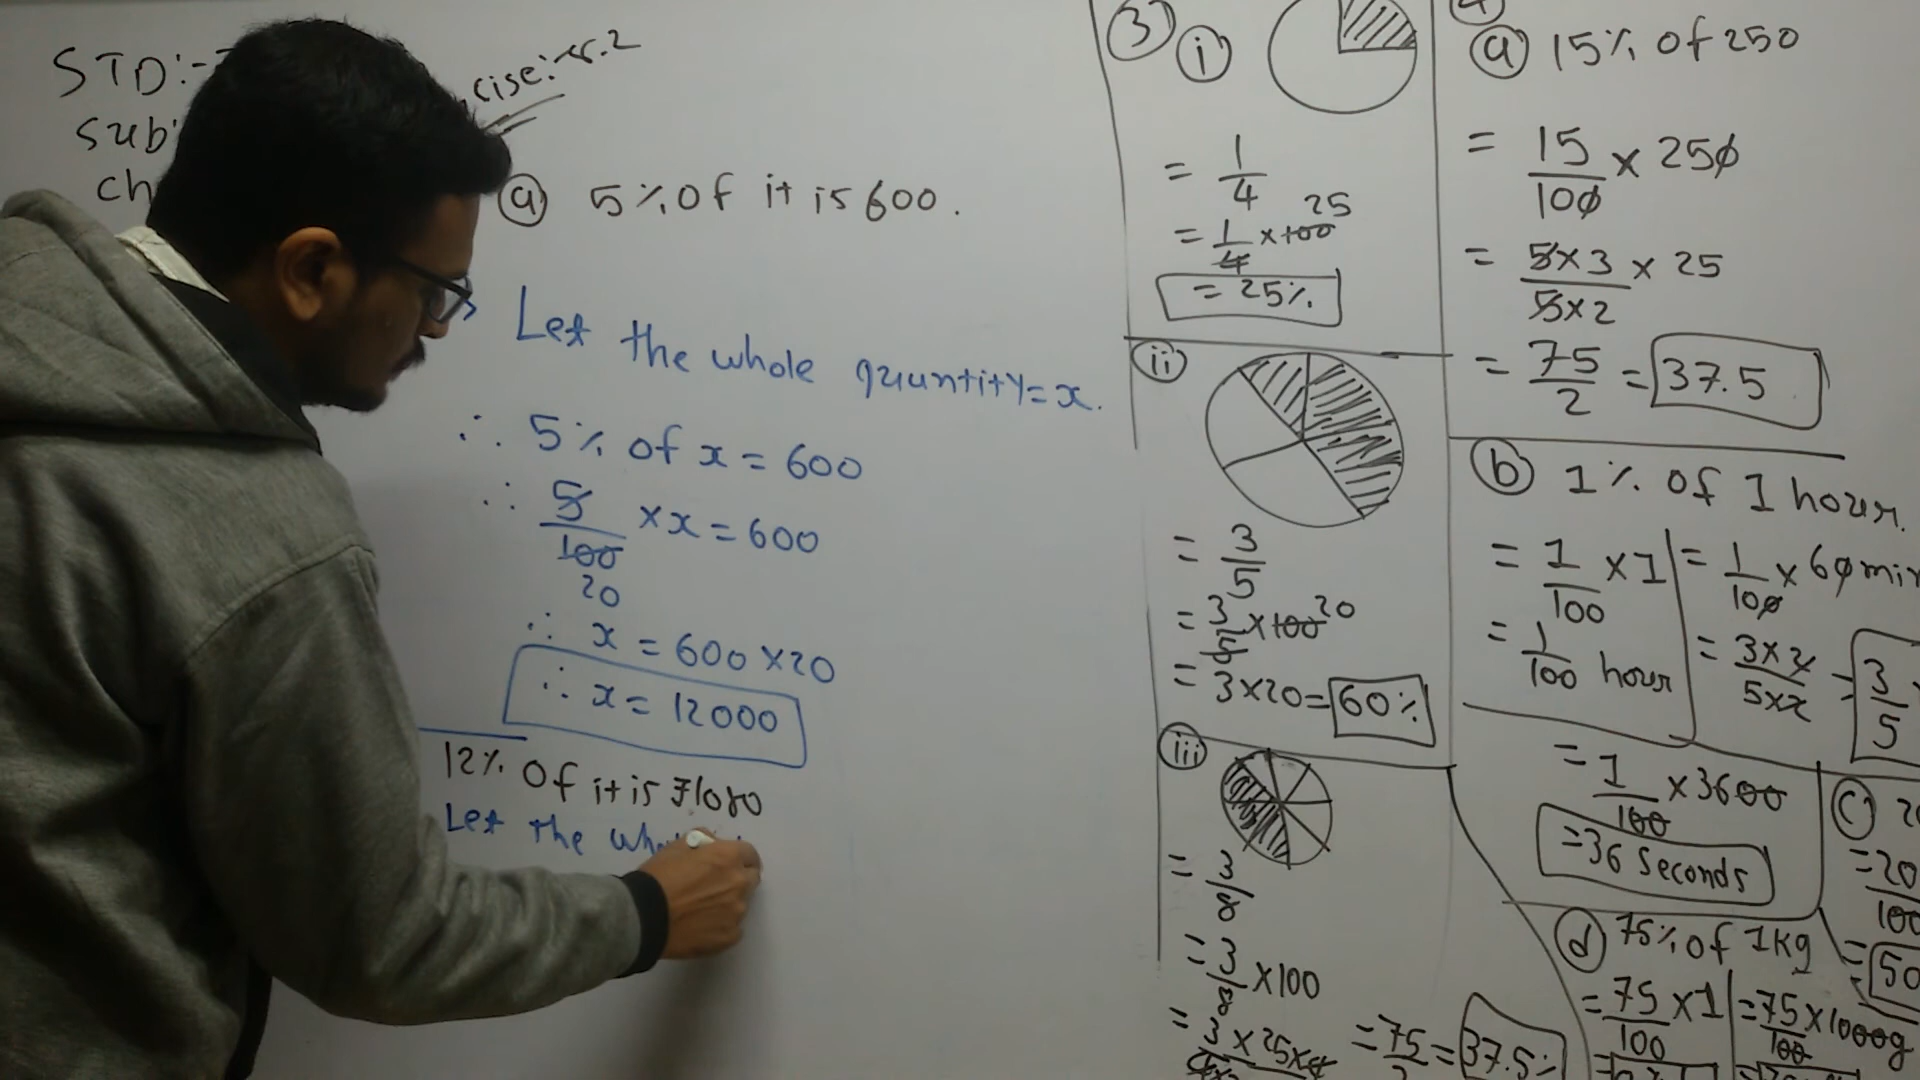 STD:-
Sub:
ch
cise:-8.2
(a) 5% of it is 600.
Let the whole quantity = x.
∴ 5% of x = 600
∴ 5/100 × x = 600
20
∴ x = 600 × 20
∴ x = 12000
12% of it is ₹1080
Let the
(3) (i)
= 1/4
= 1/4 × 100 25
= 25%
(ii)
= 3/5
= 3/5 × 100 20
= 3 × 20 = 60%
(iii)
= 3/8
= 3/8 × 100
= 75/2 = 37.5%
(a) 15% of 250
= 15/100 × 250
= 5×3/5×2 × 25
= 75/2 = 37.5
(b) 1% of 1 hour.
= 1/100 × 1
= 1/100 hour
= 1/100 × 60 min
= 3×2/5×2 = 3/5
= 1/100 × 3600
= 36 Seconds
(c)
= 20/100
= 50
(d) 75% of 1kg
= 75/100 × 1
= 75/100 × 1000g